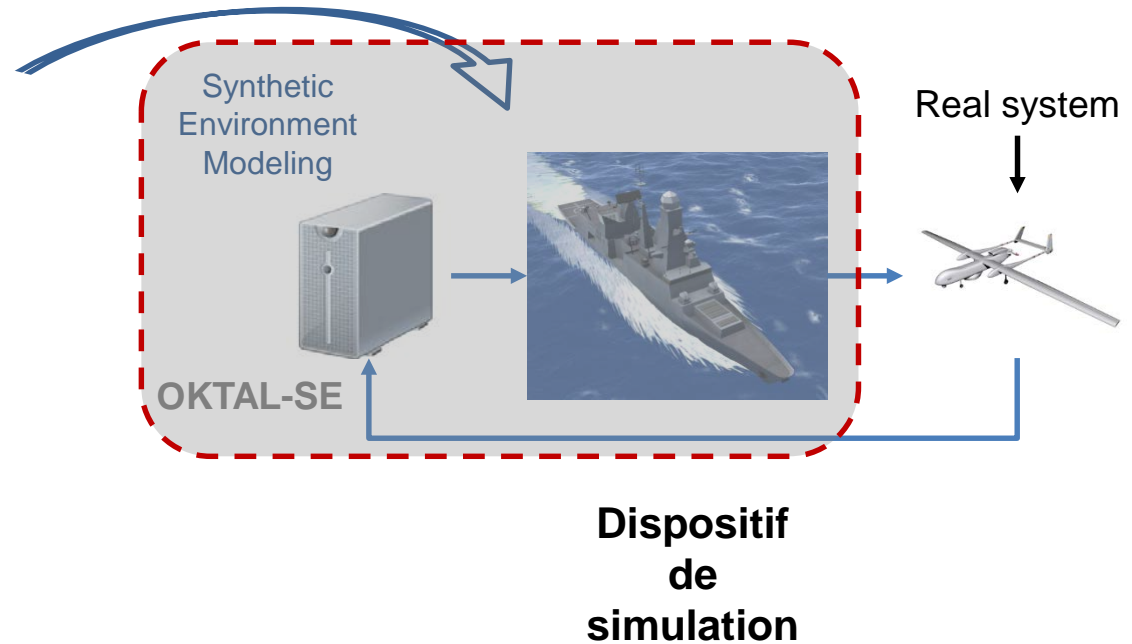 Synthetic
Environment
Modeling
Real system
OKTAL-SE
Dispositif
de
simulation